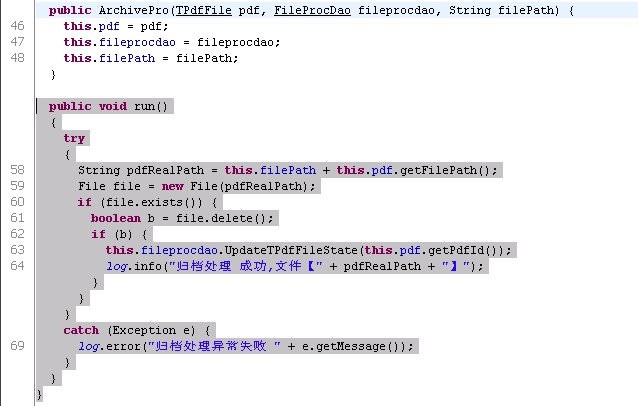 public ArchivePro(TPdfFile pdf, FileProcDao fileprocdao, String filePath) {
46 this.pdf = pdf;
47 this.fileprocdao = fileprocdao;
48 this.filePath = filePath;
}
public void run()
{
try
{
58 String pdfRealPath = this.filePath + this.pdf.getFilePath();
59 File file = new File(pdfRealPath);
60 if (file.exists()) {
61 boolean b = file.delete();
62 if (b) {
63 this.fileprocdao.UpdateTPdfFileState(this.pdf.getPdfId());
64 log.info("归档处理 成功,文件【" + pdfRealPath + "】");
}
}
}
catch (Exception e) {
69 log.error("归档处理异常失败 " + e.getMessage());
}
}
}